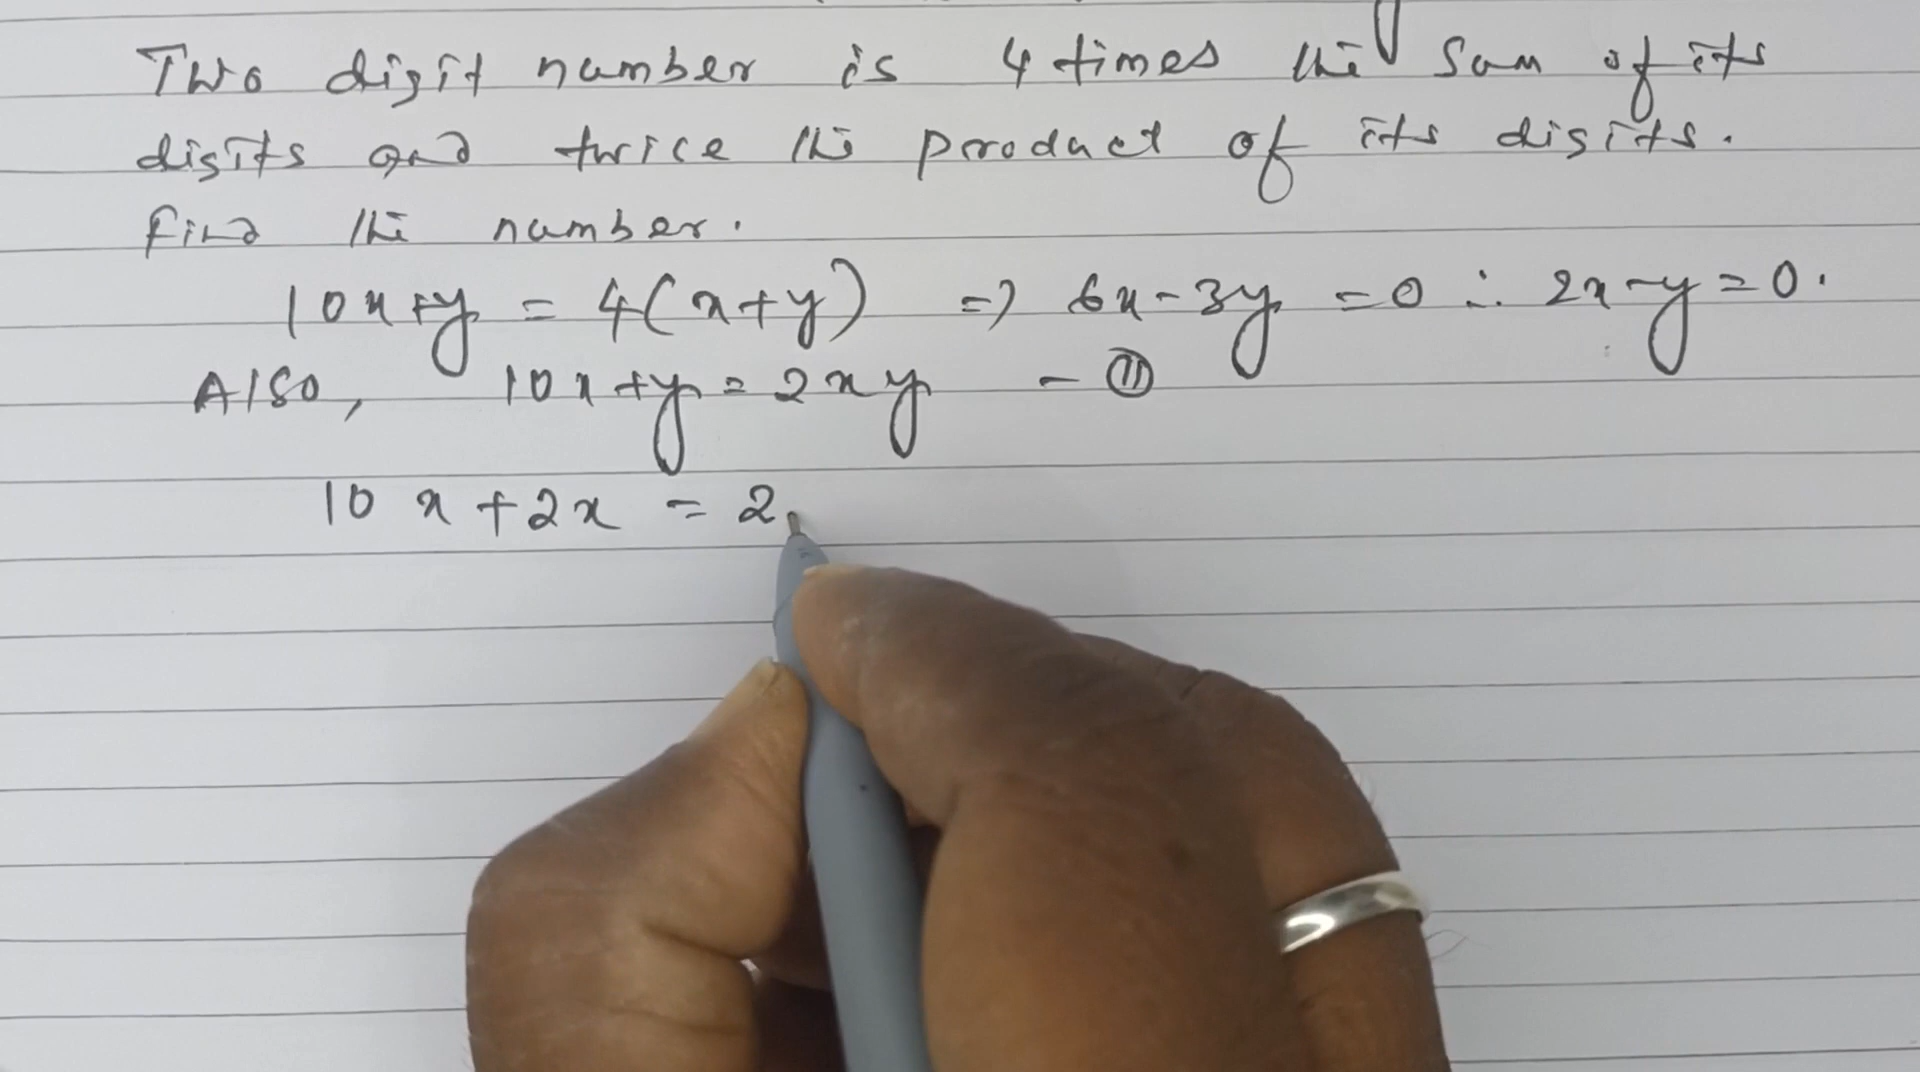 Two digit number is 4 times the sum of its
digits and twice the product of its digits.
Find the number.
10x+y = 4(x+y) => 6x-3y = 0 ∴ 2x-y=0.
Also, 10x+y = 2xy - (II)
10 x +2x = 2